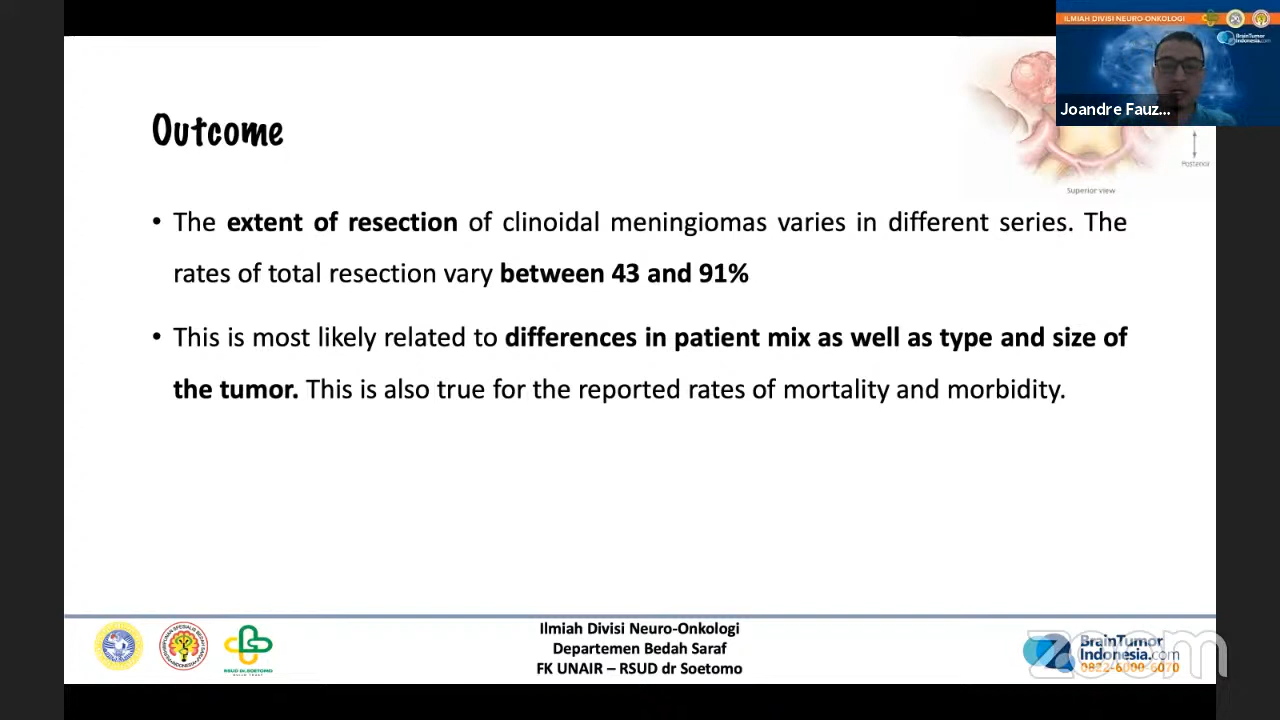 ILMIAH DIVISI NEURO-ONKOLOGI
BrainTumor
Indonesia.com
Joandre Fauz...
Outcome
Posterior
Superior view
• The extent of resection of clinoidal meningiomas varies in different series. The
rates of total resection vary between 43 and 91%
• This is most likely related to differences in patient mix as well as type and size of
the tumor. This is also true for the reported rates of mortality and morbidity.
RSUD Dr. SOETOMO
Ilmiah Divisi Neuro-Onkologi
Departemen Bedah Saraf
FK UNAIR – RSUD dr Soetomo
BrainTumor
Indonesia.com
0822-6000-6070
zoom